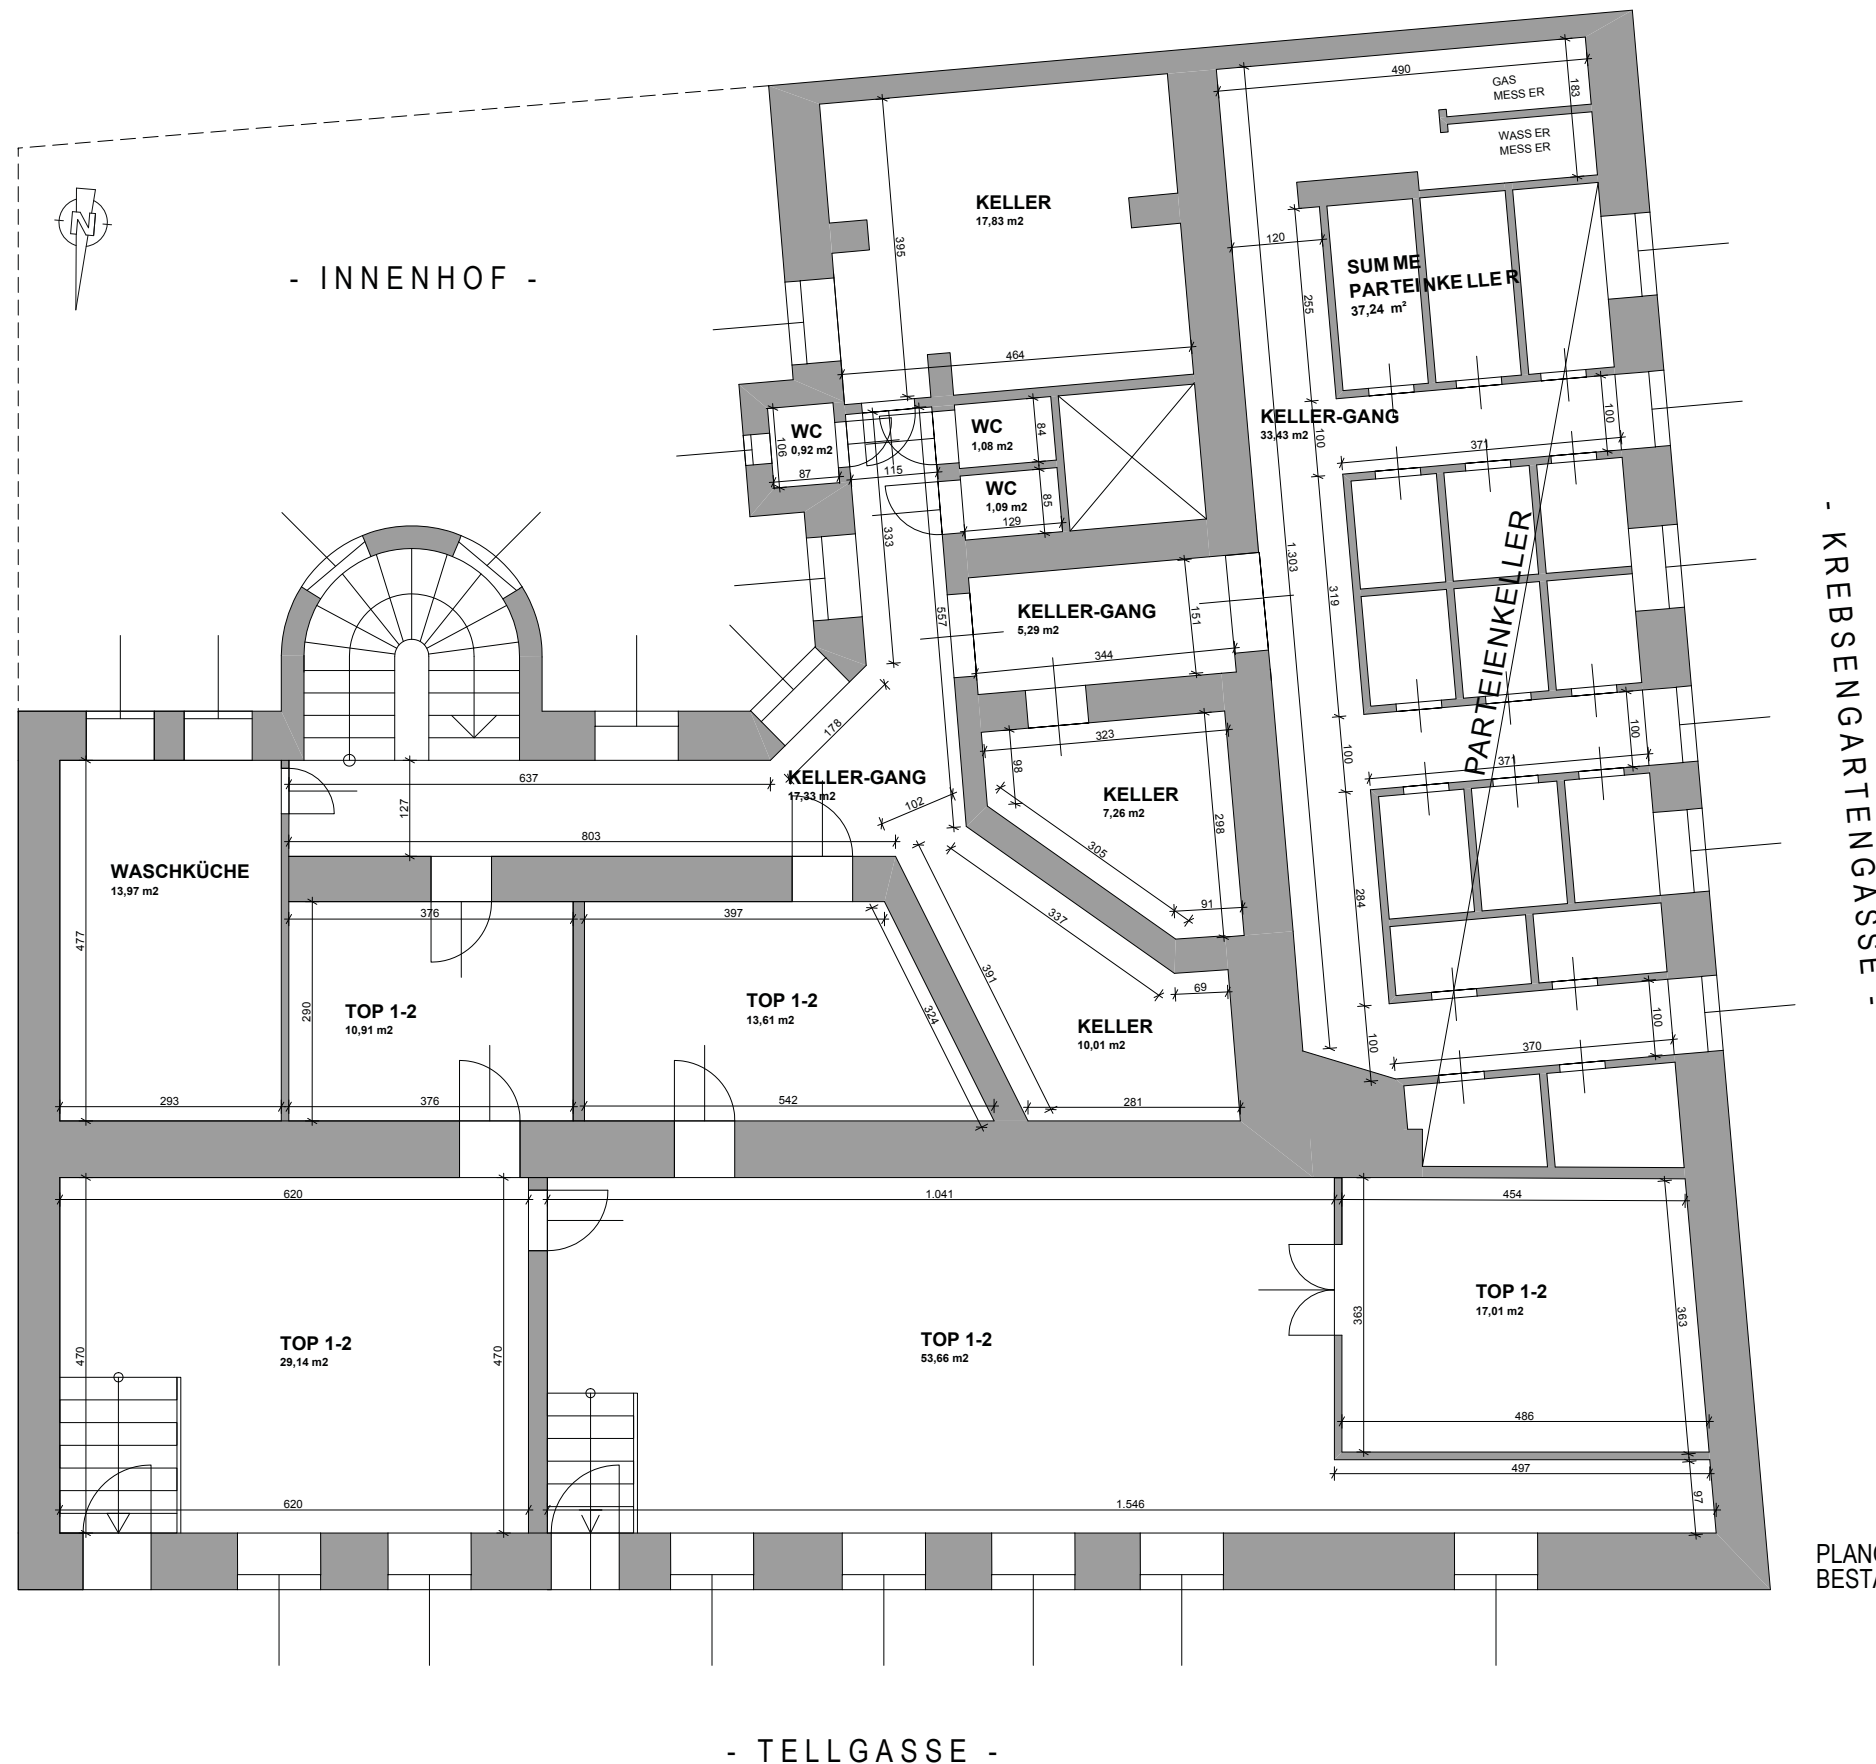 490
GAS
MESS ER
183
WASS ER
MESS ER
KELLER
17,83 m2
395
120
SUM ME
PARTEINKE LLE R
37,24 m²
255
N
- INNENHOF -
464
KELLER-GANG
33,43 m2
100
371
100
WC
0,92 m2
106
87
115
WC
1,08 m2
84
WC
1,09 m2
85
129
333
557
1.303
319
PARTEIENKELLER
- KREBSENGARTENGASSE -
KELLER-GANG
5,29 m2
151
344
178
323
98
KELLER
7,26 m2
298
305
91
100
371
100
637
KELLER-GANG
17,33 m2
127
102
803
WASCHKÜCHE
13,97 m2
477
293
376
290
TOP 1-2
10,91 m2
376
397
TOP 1-2
13,61 m2
324
542
391
337
69
KELLER
10,01 m2
281
284
100
370
100
620
470
470
TOP 1-2
29,14 m2
620
1.041
TOP 1-2
53,66 m2
1.546
454
363
TOP 1-2
17,01 m2
363
486
497
97
BESTA
- TELLGASSE -